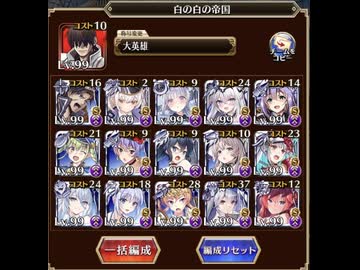 白の白の帝国
コスト10
称号変更
大英雄
Lv.99
チーム名
コピー
コスト16 コスト2 コスト9 コスト24 コスト14
Lv.99 Lv.99 Lv.99 Lv.99 Lv.99
コスト21 コスト9 コスト9 コスト10 コスト23
Lv.99 Lv.99 Lv.99 Lv.99 Lv.99
コスト24 コスト18 コスト28 コスト37 コスト12
Lv.99 Lv.99 Lv.99 Lv.99 Lv.99
一括編成
編成リセット